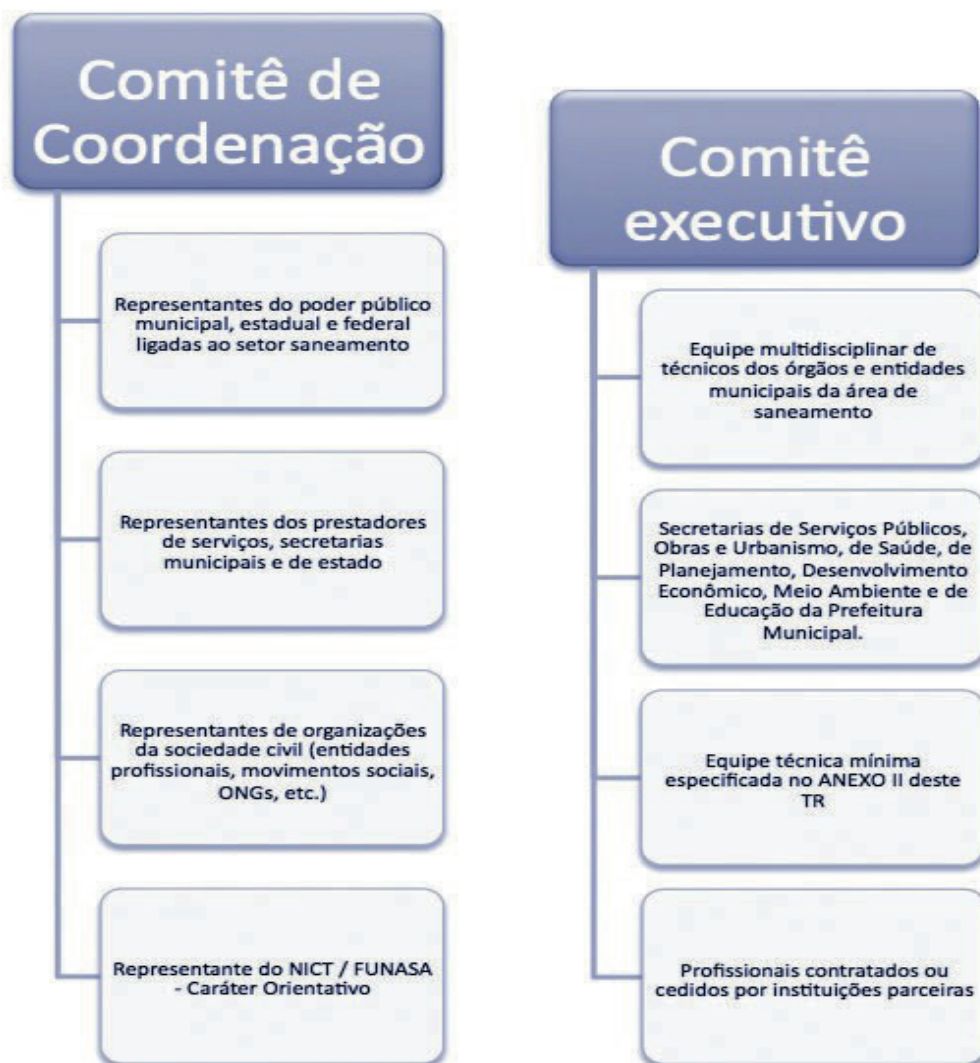 Comitê de
Coordenação
Representantes do poder público
municipal, estadual e federal
ligadas ao setor saneamento
Representantes dos prestadores
de serviços, secretarias
municipais e de estado
Representantes de organizações
da sociedade civil (entidades
profissionais, movimentos sociais,
ONGs, etc.)
Representante do NICT / FUNASA
- Caráter Orientativo
Comitê
executivo
Equipe multidisciplinar de
técnicos dos órgãos e entidades
municipais da área de
saneamento
Secretarias de Serviços Públicos,
Obras e Urbanismo, de Saúde, de
Planejamento, Desenvolvimento
Econômico, Meio Ambiente e de
Educação da Prefeitura
Municipal.
Equipe técnica mínima
especificada no ANEXO II deste
TR
Profissionais contratados ou
cedidos por instituições parceiras